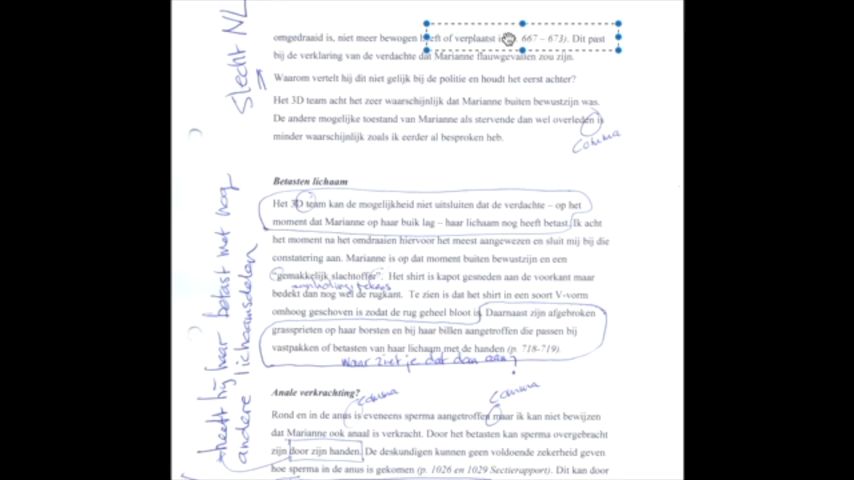 omgedraaid is, niet meer bewogen heeft of verplaatst 667 – 673). Dit past
bij de verklaring van de verdachte dat Marianne flauwgevallen zou zijn.
Waarom vertelt hij dit niet gelijk bij de politie en houdt het eerst achter?
Het 3D team acht het zeer waarschijnlijk dat Marianne buiten bewustzijn was.
De andere mogelijke toestand van Marianne als stervende dan wel overleden is
minder waarschijnlijk zoals ik eerder al besproken heb.
comma
slecht NL
Betasten lichaam
Het 3D team kan de mogelijkheid niet uitsluiten dat de verdachte – op het
moment dat Marianne op haar buik lag – haar lichaam nog heeft betast. Ik acht
het moment na het omdraaien hiervoor het meest aangewezen en sluit mij bij die
constatering aan. Marianne is op dat moment buiten bewustzijn en een
"gemakkelijk slachtoffer". Het shirt is kapot gesneden aan de voorkant maar
aanhalingstekens
bedekt dan nog wel de rugkant. Te zien is dat het shirt in een soort V-vorm
omhoog geschoven is zodat de rug geheel bloot is. Daarnaast zijn afgebroken
grassprieten op haar borsten en bij haar billen aangetroffen die passen bij
vastpakken of betasten van haar lichaam met de handen (p. 718-719).
waar ziet je dat dan aan?
heeft hij haar betast met nog
andere lichaamsdelen
Anale verkrachting?
comma
comma
Rond en in de anus is eveneens sperma aangetroffen maar ik kan niet bewijzen
dat Marianne ook anaal is verkracht. Door het betasten kan sperma overgebracht
zijn door zijn handen. De deskundigen kunnen geen voldoende zekerheid geven
hoe sperma in de anus is gekomen (p. 1026 en 1029 Sectierapport). Dit kan door